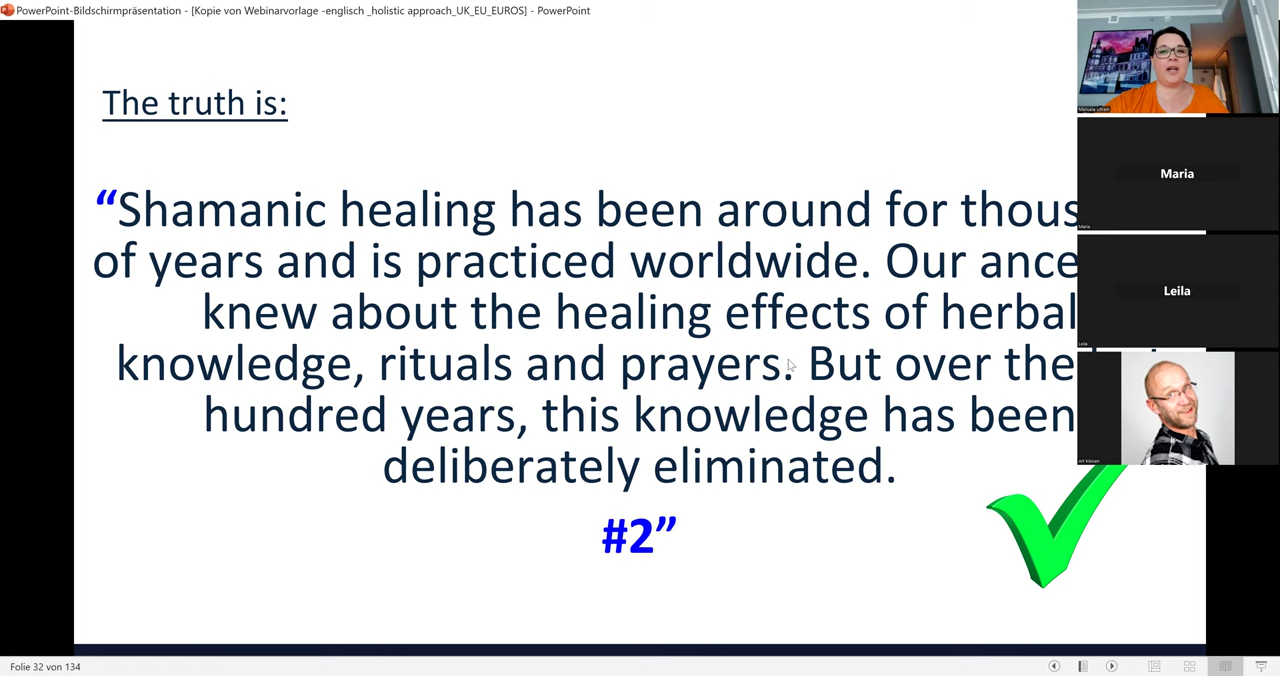 PowerPoint-Bildschirmpräsentation - [Kopie von Webinarvorlage -englisch _holistic approach_UK_EU_EUROS] - PowerPoint
The truth is:
“Shamanic healing has been around for thous
of years and is practiced worldwide. Our ance
knew about the healing effects of herbal
knowledge, rituals and prayers. But over the
hundred years, this knowledge has been
deliberately eliminated.
#2”
Maria
Maria
Leila
Leila
Folie 32 von 134